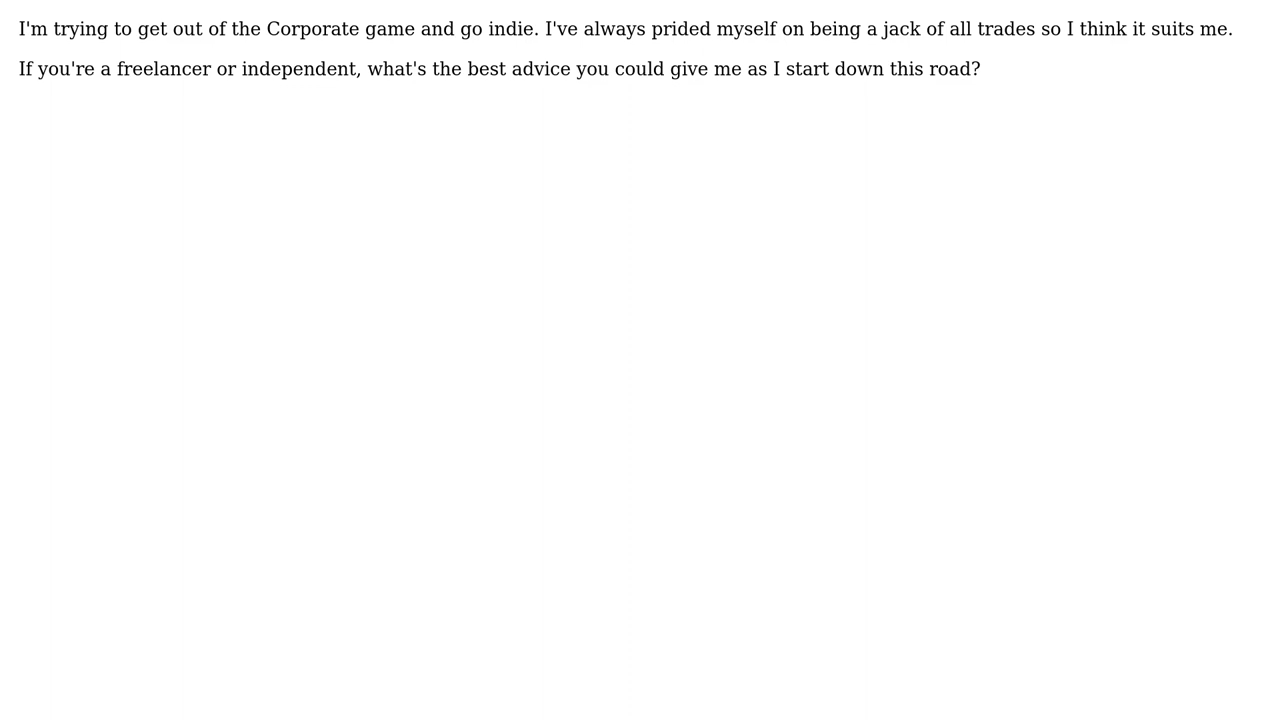 I'm trying to get out of the Corporate game and go indie. I've always prided myself on being a jack of all trades so I think it suits me.
If you're a freelancer or independent, what's the best advice you could give me as I start down this road?